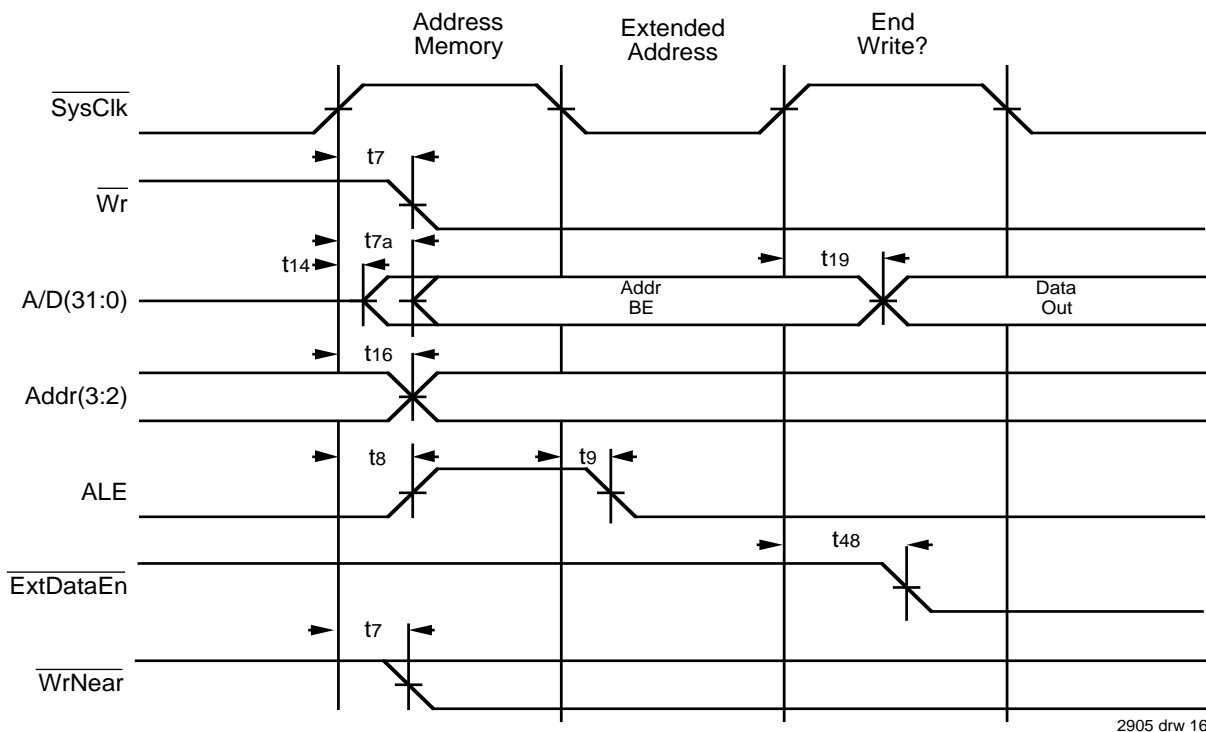 Address
Memory
Extended
Address
End
Write?
SysClk
t7
Wr
t7a
t14
t19
A/D(31:0)
Addr
BE
Data
Out
t16
Addr(3:2)
t8
t9
ALE
t48
ExtDataEn
t7
WrNear
2905 drw 16